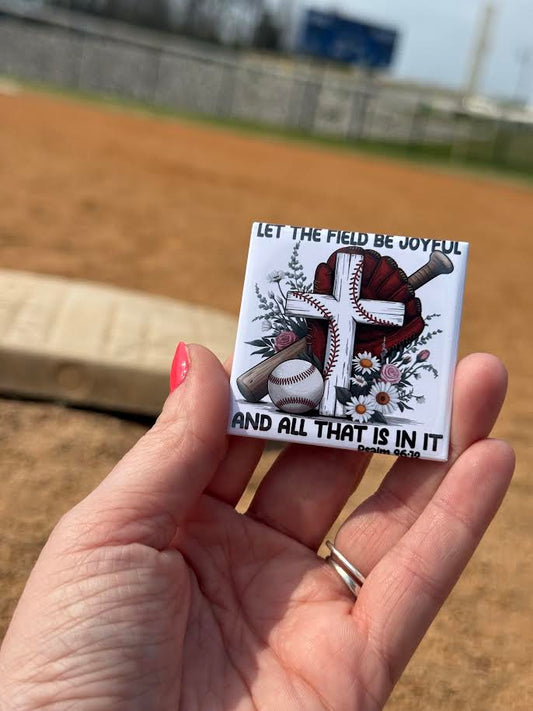 LET THE FIELD BE JOYFUL
AND ALL THAT IS IN IT
Psalm 96:12